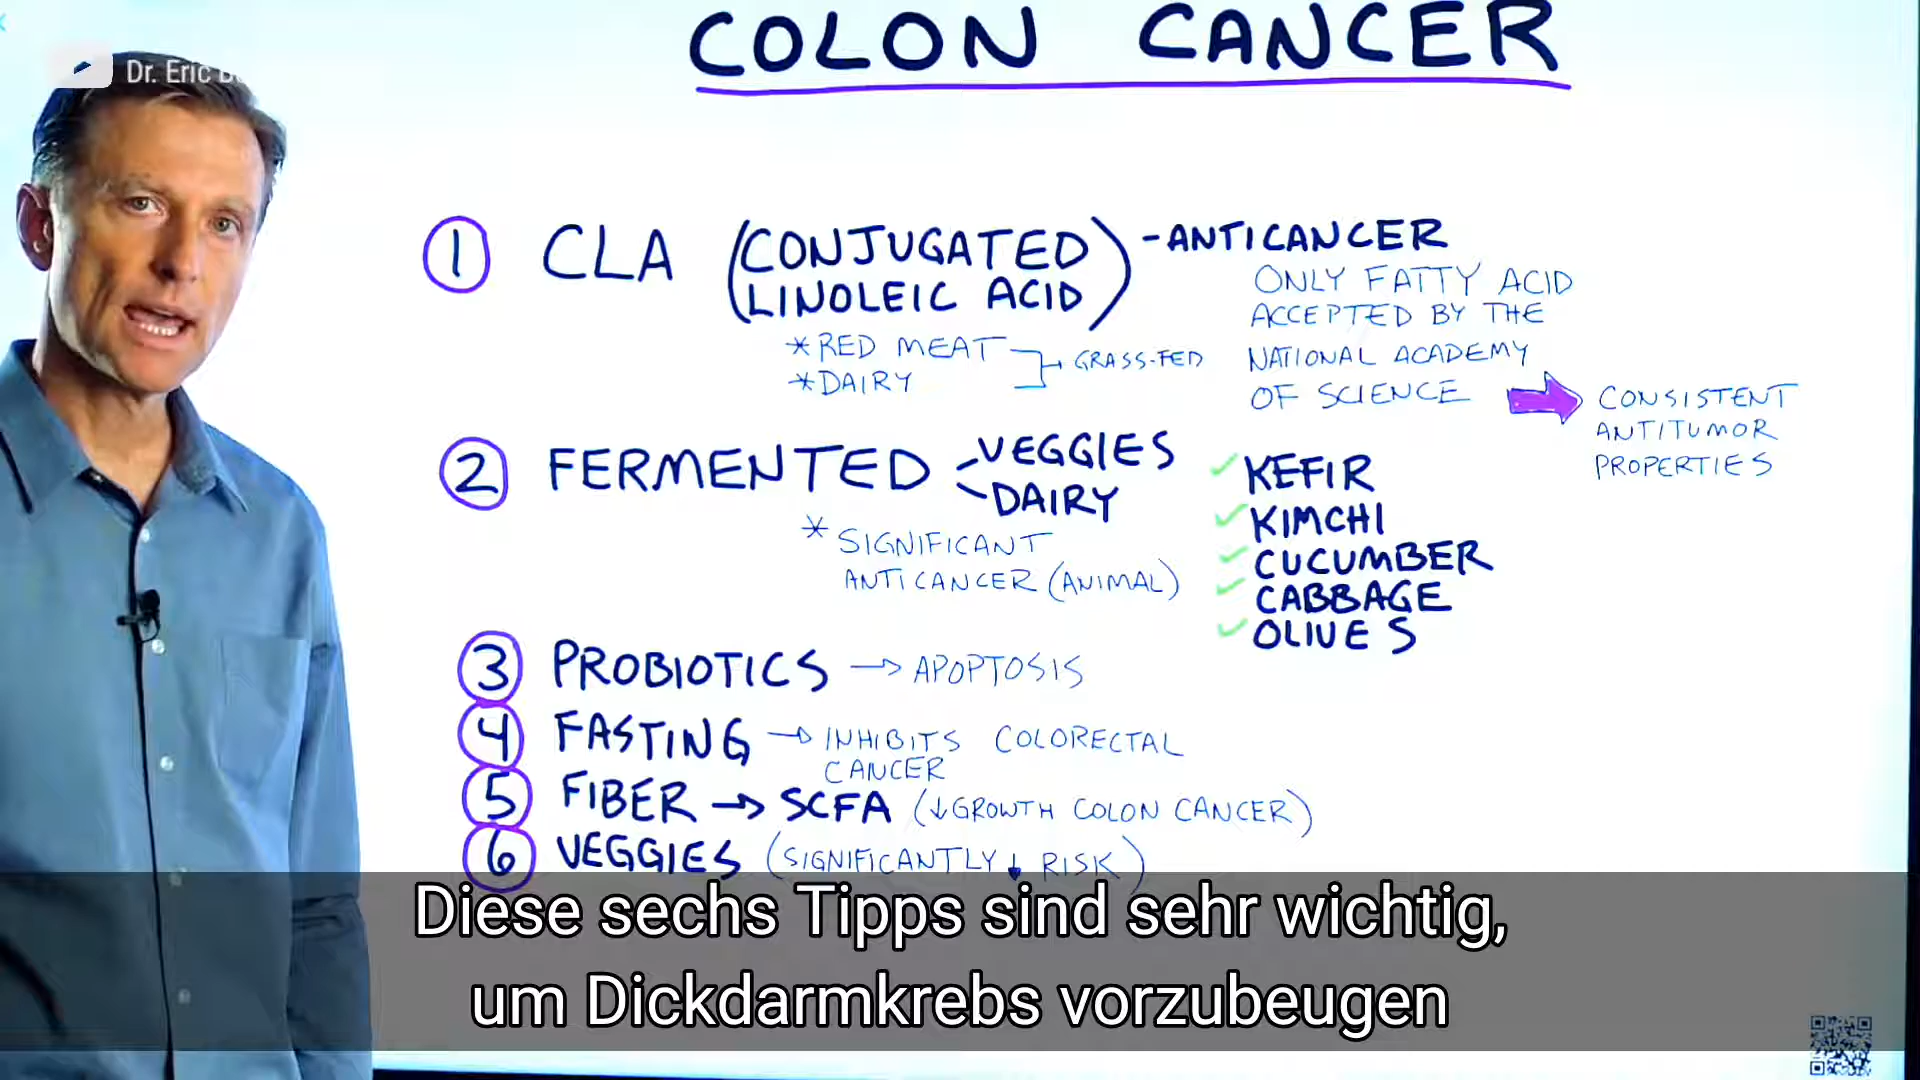 COLON CANCER
Dr. Eric
1 CLA (CONJUGATED LINOLEIC ACID) -ANTICANCER
ONLY FATTY ACID
ACCEPTED BY THE
NATIONAL ACADEMY
OF SCIENCE
CONSISTENT
ANTITUMOR
PROPERTIES
* RED MEAT
* DAIRY
GRASS-FED
2 FERMENTED
VEGGIES
DAIRY
* SIGNIFICANT
ANTICANCER (ANIMAL)
✓ KEFIR
✓ KIMCHI
✓ CUCUMBER
✓ CABBAGE
✓ OLIVES
3 PROBIOTICS → APOPTOSIS
4 FASTING → INHIBITS COLORECTAL
CANCER
5 FIBER → SCFA (↓GROWTH COLON CANCER)
6 VEGGIES (SIGNIFICANTLY ↓ RISK)
Diese sechs Tipps sind sehr wichtig,
um Dickdarmkrebs vorzubeugen